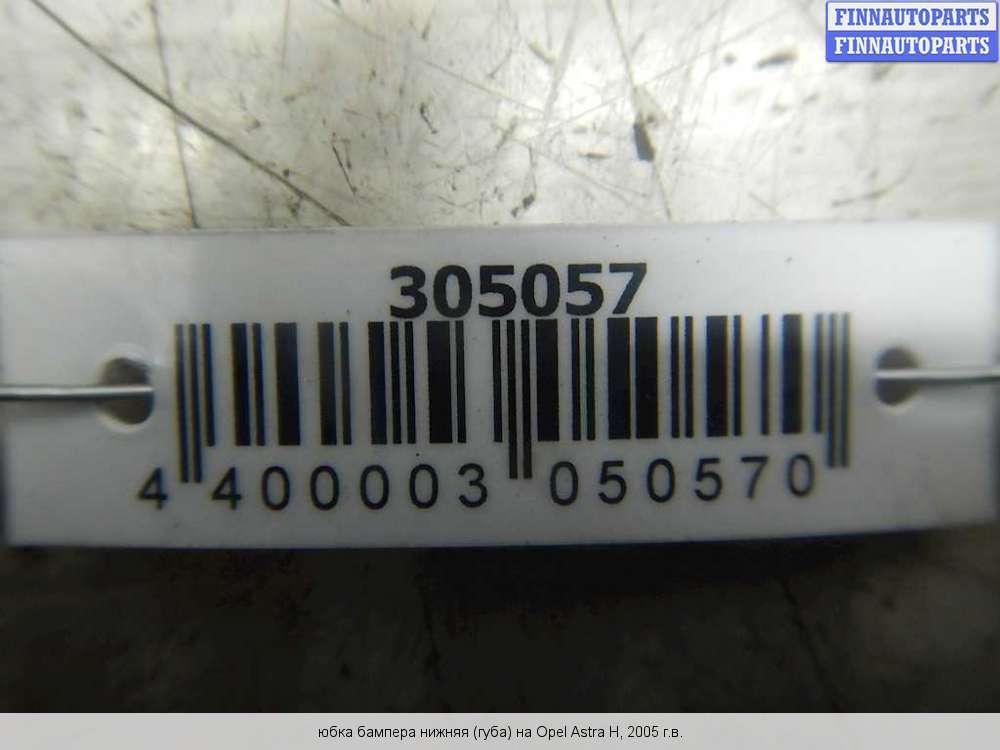 FINNAUTOPARTS
FINNAUTOPARTS
305057
4 400003 050570
юбка бампера нижняя (губа) на Opel Astra H, 2005 г.в.